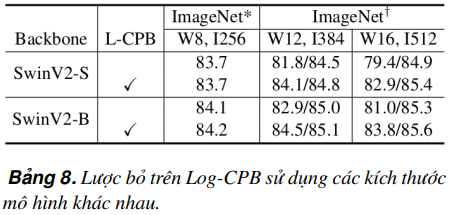 Backbone L-CPB ImageNet* ImageNet†
W8, I256 W12, I384 W16, I512
SwinV2-S 83.7 81.8/84.5 79.4/84.9
✓ 83.7 84.1/84.8 82.9/85.4
SwinV2-B 84.1 82.9/85.0 81.0/85.3
✓ 84.2 84.5/85.1 83.8/85.6
Bảng 8. Lược bỏ trên Log-CPB sử dụng các kích thước
mô hình khác nhau.